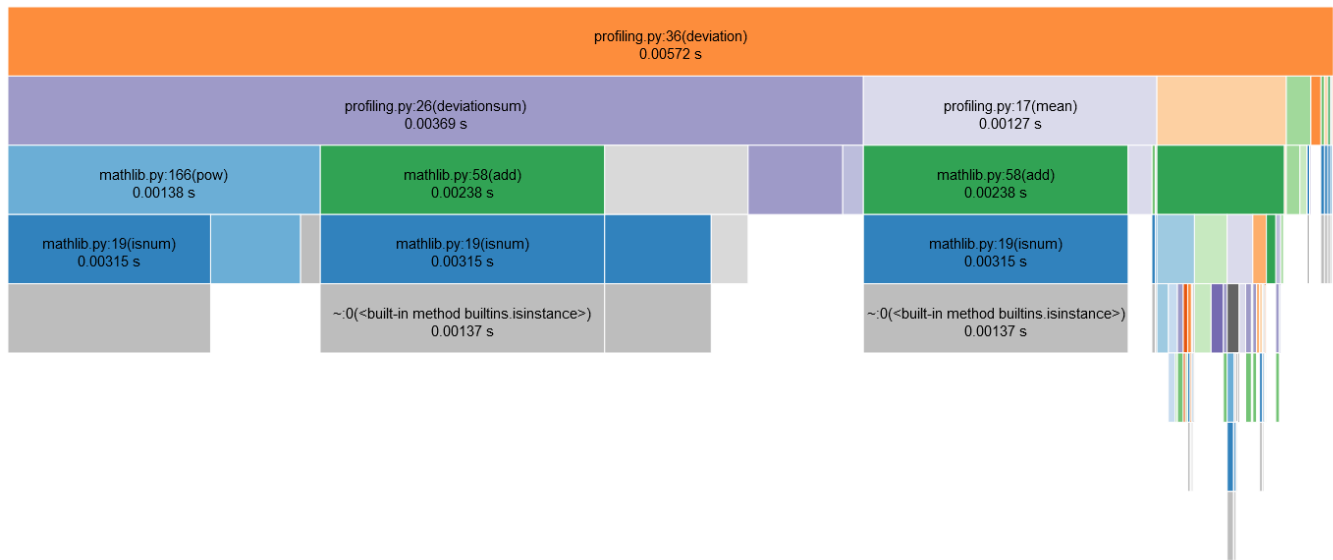 profiling.py:36(deviation)
0.00572 s
profiling.py:26(deviationsum)
0.00369 s
profiling.py:17(mean)
0.00127 s
mathlib.py:166(pow)
0.00138 s
mathlib.py:58(add)
0.00238 s
mathlib.py:58(add)
0.00238 s
mathlib.py:19(isnum)
0.00315 s
mathlib.py:19(isnum)
0.00315 s
mathlib.py:19(isnum)
0.00315 s
~:0(<built-in method builtins.isinstance>)
0.00137 s
~:0(<built-in method builtins.isinstance>)
0.00137 s